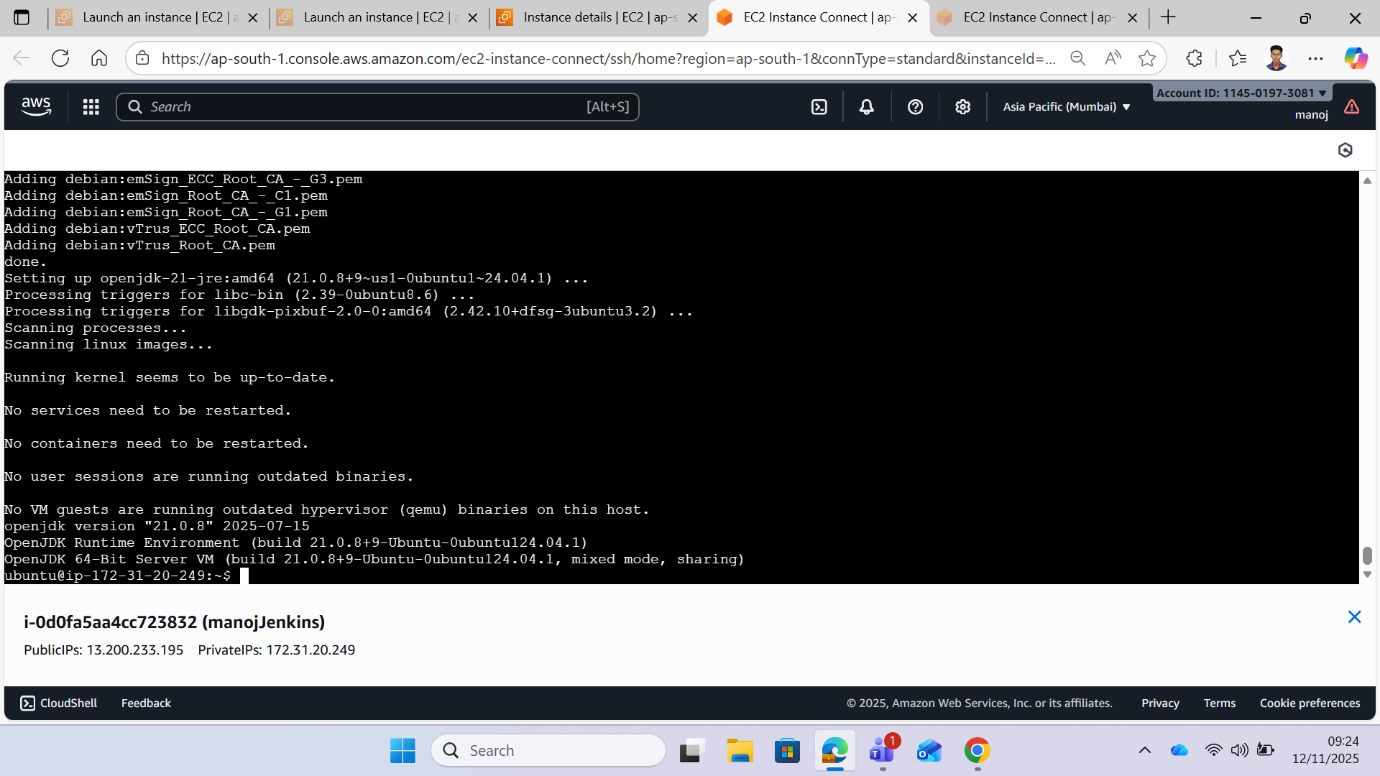 Launch an instance | EC2 | a
Launch an instance | EC2 | a
Instance details | EC2 | ap-s
EC2 Instance Connect | ap-
EC2 Instance Connect | ap-
https://ap-south-1.console.aws.amazon.com/ec2-instance-connect/ssh/home?region=ap-south-1&connType=standard&instanceId=...
aws
Search
[Alt+S]
Asia Pacific (Mumbai)
Account ID: 1145-0197-3081
manoj
Adding debian:emSign_ECC_Root_CA_-_G3.pem
Adding debian:emSign_Root_CA_-_C1.pem
Adding debian:emSign_Root_CA_-_G1.pem
Adding debian:vTrus_ECC_Root_CA.pem
Adding debian:vTrus_Root_CA.pem
done.
Setting up openjdk-21-jre:amd64 (21.0.8+9~us1-0ubuntu1~24.04.1) ...
Processing triggers for libc-bin (2.39-0ubuntu8.6) ...
Processing triggers for libgdk-pixbuf-2.0-0:amd64 (2.42.10+dfsg-3ubuntu3.2) ...
Scanning processes...
Scanning linux images...
Running kernel seems to be up-to-date.
No services need to be restarted.
No containers need to be restarted.
No user sessions are running outdated binaries.
No VM guests are running outdated hypervisor (qemu) binaries on this host.
openjdk version "21.0.8" 2025-07-15
OpenJDK Runtime Environment (build 21.0.8+9-Ubuntu-0ubuntu124.04.1)
OpenJDK 64-Bit Server VM (build 21.0.8+9-Ubuntu-0ubuntu124.04.1, mixed mode, sharing)
ubuntu@ip-172-31-20-249:~$
i-0d0fa5aa4cc723832 (manojJenkins)
PublicIPs: 13.200.233.195 PrivateIPs: 172.31.20.249
CloudShell Feedback © 2025, Amazon Web Services, Inc. or its affiliates. Privacy Terms Cookie preferences
Search
1
09:24
12/11/2025